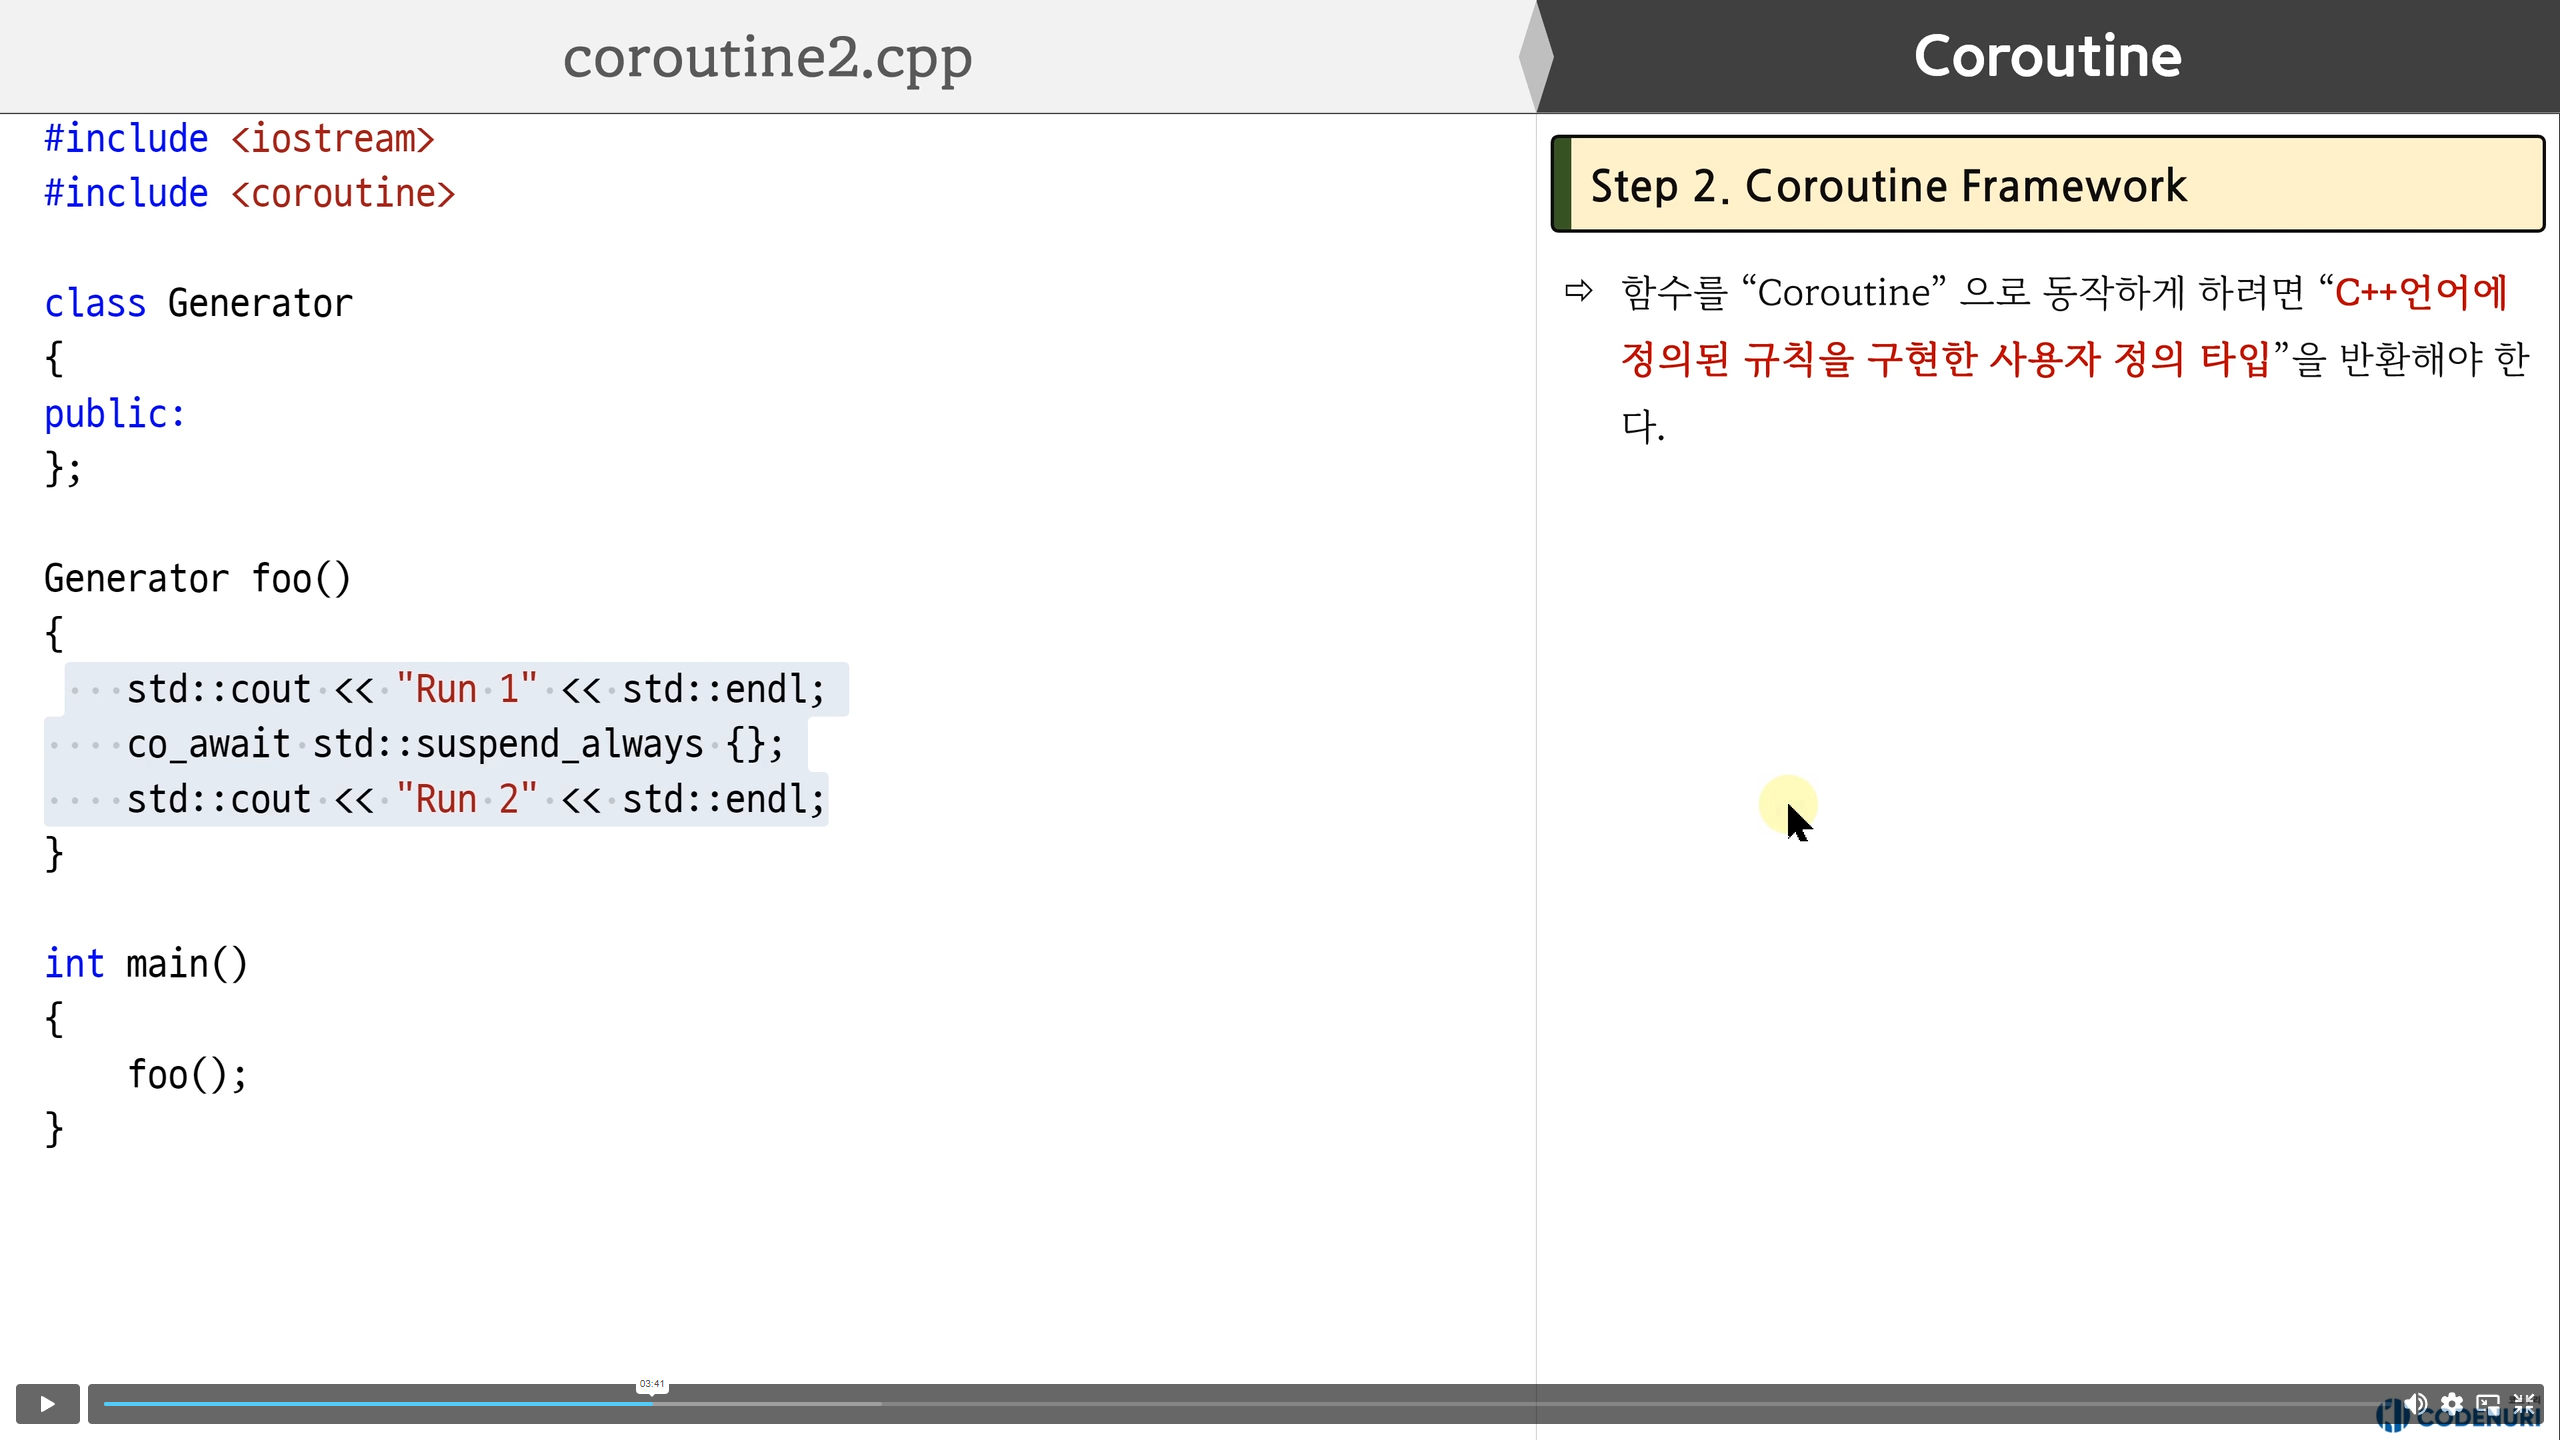 coroutine2.cpp
Coroutine
#include <iostream>
#include <coroutine>
class Generator
{
public:
};
Generator foo()
{
····std::cout·<<·"Run·1"·<<·std::endl;
····co_await·std::suspend_always·{};
····std::cout·<<·"Run·2"·<<·std::endl;
}
int main()
{
    foo();
}
Step 2. Coroutine Framework
⇨ 함수를 “Coroutine” 으로 동작하게 하려면 “C++언어에
정의된 규칙을 구현한 사용자 정의 타입”을 반환해야 한
다.
03:41
CODENURI